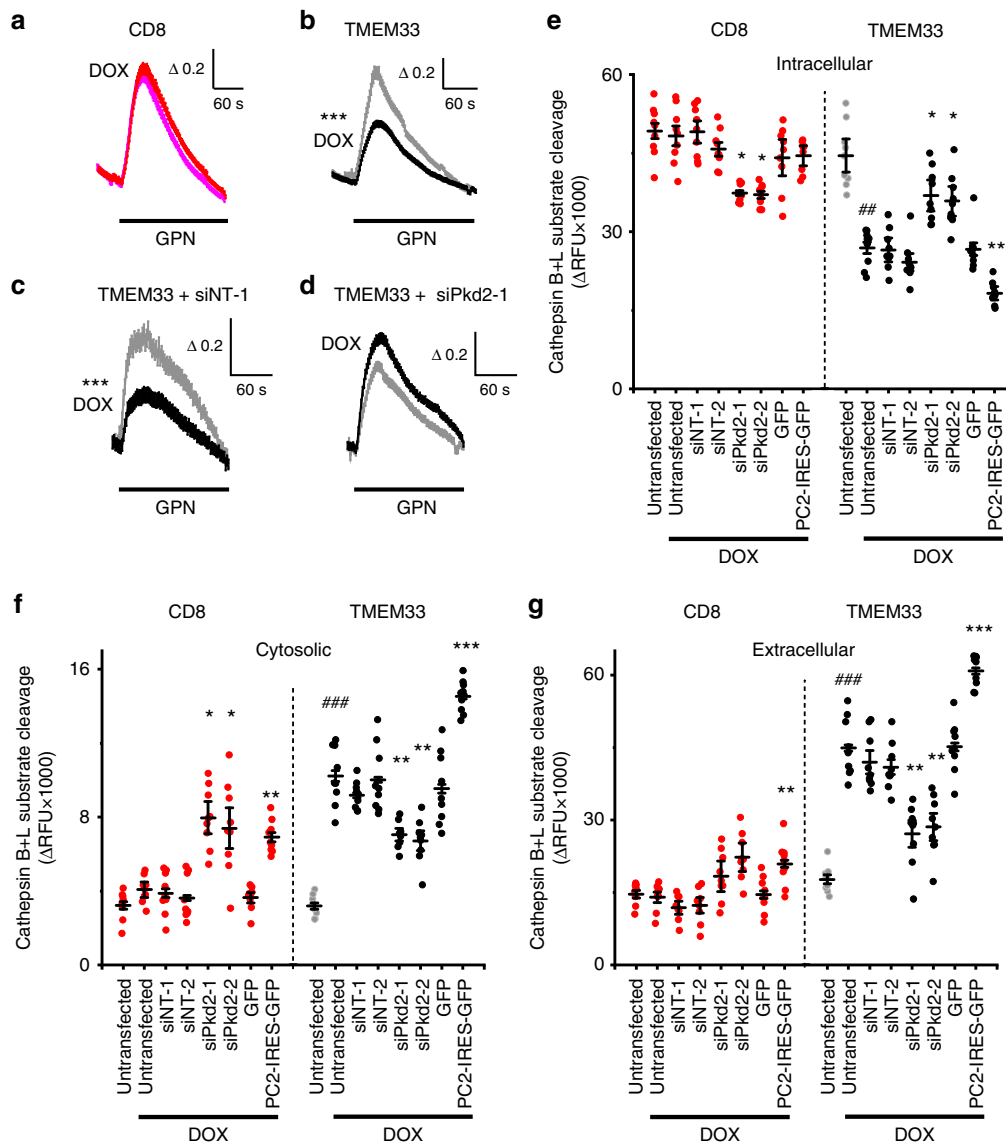 a
CD8
DOX
Δ 0.2
60 s
GPN
b
TMEM33
Δ 0.2
60 s
***
DOX
GPN
c
TMEM33 + siNT-1
Δ 0.2
60 s
***
DOX
GPN
d
TMEM33 + siPkd2-1
DOX
Δ 0.2
60 s
GPN
e
CD8
TMEM33
Intracellular
Cathepsin B+L substrate cleavage
(ΔRFU×1000)
60
30
0
* * ## * * **
Untransfected
Untransfected
siNT-1
siNT-2
siPkd2-1
siPkd2-2
GFP
PC2-IRES-GFP
Untransfected
Untransfected
siNT-1
siNT-2
siPkd2-1
siPkd2-2
GFP
PC2-IRES-GFP
DOX
DOX
f
CD8
TMEM33
Cytosolic
Cathepsin B+L substrate cleavage
(ΔRFU×1000)
16
8
0
* * ** ### ** ** ***
Untransfected
Untransfected
siNT-1
siNT-2
siPkd2-1
siPkd2-2
GFP
PC2-IRES-GFP
Untransfected
Untransfected
siNT-1
siNT-2
siPkd2-1
siPkd2-2
GFP
PC2-IRES-GFP
DOX
DOX
g
CD8
TMEM33
Extracellular
Cathepsin B+L substrate cleavage
(ΔRFU×1000)
60
30
0
** ### ** ** ***
Untransfected
Untransfected
siNT-1
siNT-2
siPkd2-1
siPkd2-2
GFP
PC2-IRES-GFP
Untransfected
Untransfected
siNT-1
siNT-2
siPkd2-1
siPkd2-2
GFP
PC2-IRES-GFP
DOX
DOX